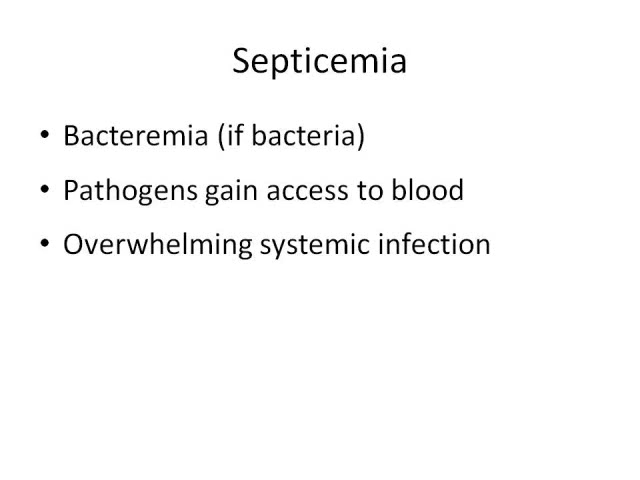 Septicemia
• Bacteremia (if bacteria)
• Pathogens gain access to blood
• Overwhelming systemic infection